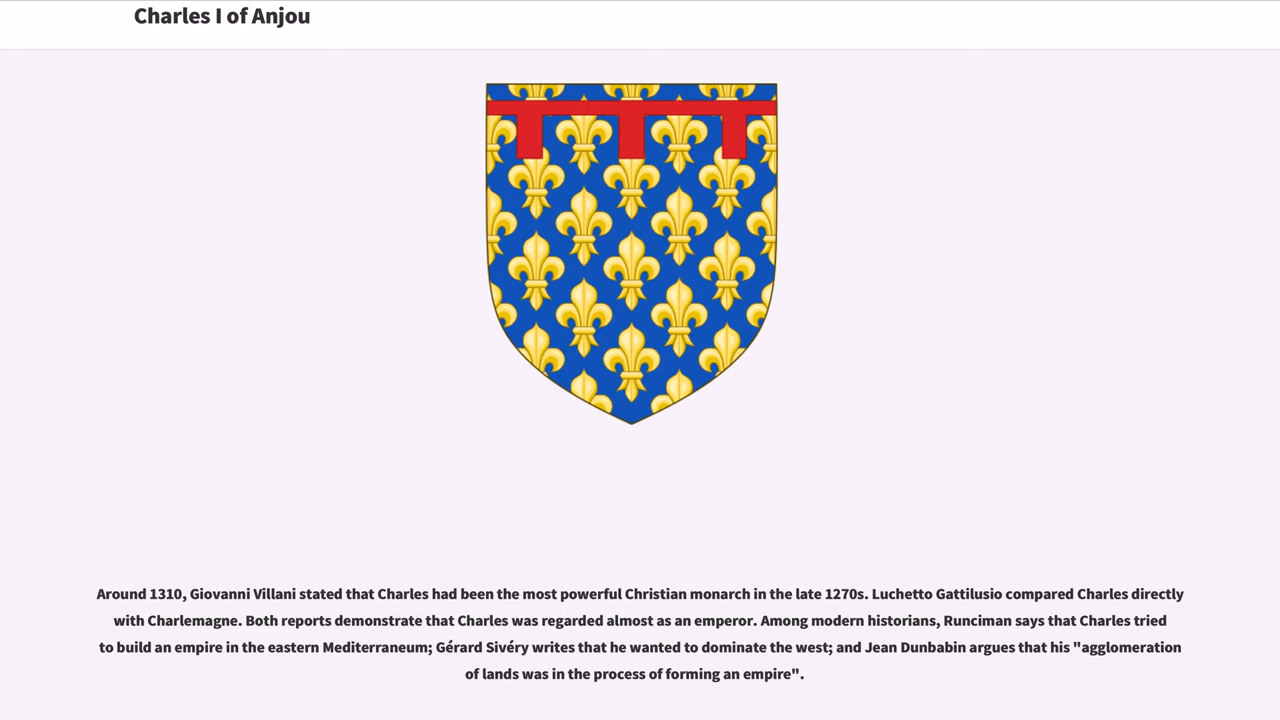 Charles I of Anjou
Around 1310, Giovanni Villani stated that Charles had been the most powerful Christian monarch in the late 1270s. Luchetto Gattilusio compared Charles directly
with Charlemagne. Both reports demonstrate that Charles was regarded almost as an emperor. Among modern historians, Runciman says that Charles tried
to build an empire in the eastern Mediterraneum; Gérard Sivéry writes that he wanted to dominate the west; and Jean Dunbabin argues that his "agglomeration
of lands was in the process of forming an empire".